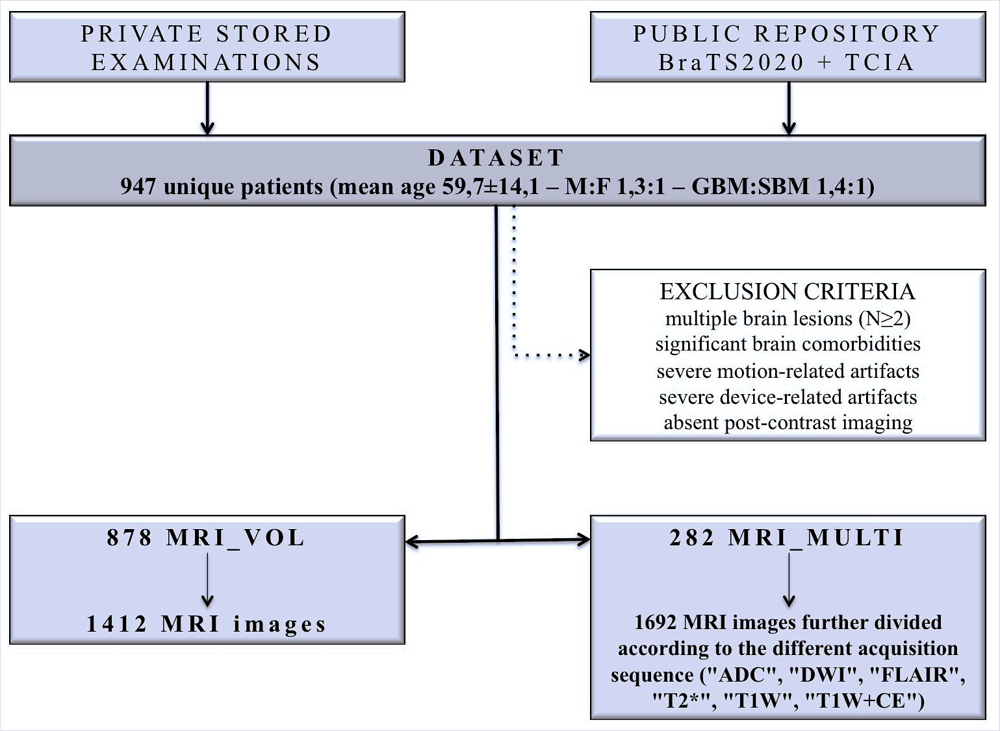 PRIVATE STORED
EXAMINATIONS
PUBLIC REPOSITORY
BraTS2020 + TCIA
DATASET
947 unique patients (mean age 59,7±14,1 – M:F 1,3:1 – GBM:SBM 1,4:1)
EXCLUSION CRITERIA
multiple brain lesions (N≥2)
significant brain comorbidities
severe motion-related artifacts
severe device-related artifacts
absent post-contrast imaging
878 MRI_VOL
1412 MRI images
282 MRI_MULTI
1692 MRI images further divided
according to the different acquisition
sequence ("ADC", "DWI", "FLAIR",
"T2*", "T1W", "T1W+CE")